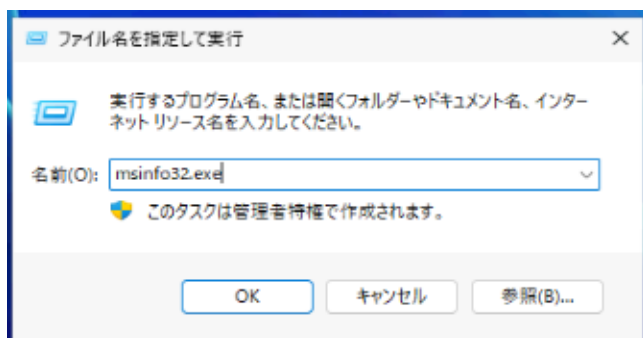 ファイル名を指定して実行
実行するプログラム名、または開くフォルダーやドキュメント名、インター
ネット リソース名を入力してください。
名前(O): msinfo32.exe
このタスクは管理者特権で作成されます。
OK キャンセル 参照(B)...